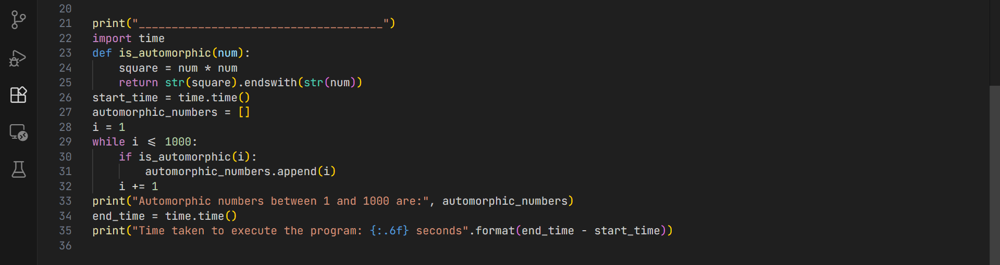 20
21 print("_____________________________________")
22 import time
23 def is_automorphic(num):
24     square = num * num
25     return str(square).endswith(str(num))
26 start_time = time.time()
27 automorphic_numbers = []
28 i = 1
29 while i <= 1000:
30     if is_automorphic(i):
31         automorphic_numbers.append(i)
32     i += 1
33 print("Automorphic numbers between 1 and 1000 are:", automorphic_numbers)
34 end_time = time.time()
35 print("Time taken to execute the program: {:.6f} seconds".format(end_time - start_time))
36